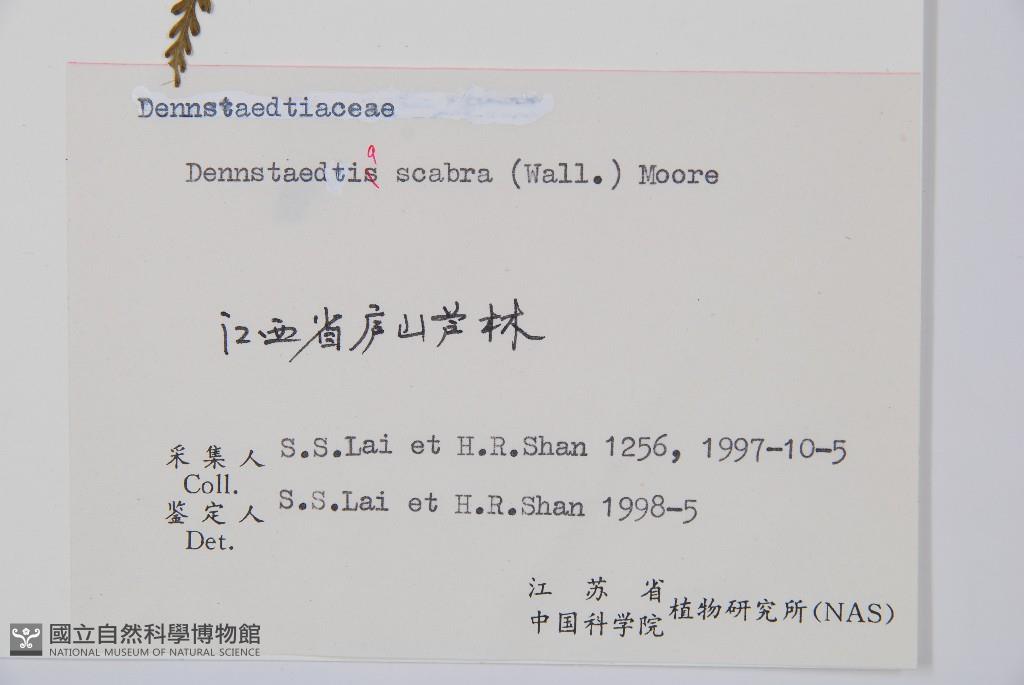 Dennstaedtiaceae
a
Dennstaedtis scabra (Wall.) Moore
江西省庐山芦林
采集人 S.S.Lai et H.R.Shan 1256, 1997-10-5
Coll.
鉴定人 S.S.Lai et H.R.Shan 1998-5
Det.
江苏省
中国科学院 植物研究所(NAS)
國立自然科學博物館
NATIONAL MUSEUM OF NATURAL SCIENCE